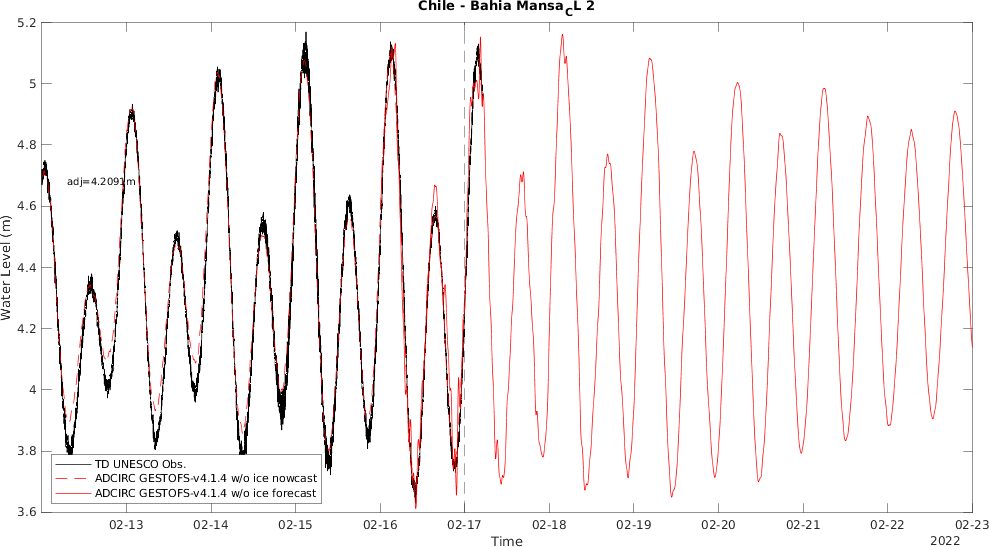 Chile - Bahia Mansa_CL 2
5.2
5
4.8
4.6
4.4
4.2
4
3.8
3.6
Water Level (m)
adj=4.2091m
TD UNESCO Obs.
ADCIRC GESTOFS-v4.1.4 w/o ice nowcast
ADCIRC GESTOFS-v4.1.4 w/o ice forecast
02-13 02-14 02-15 02-16 02-17 02-18 02-19 02-20 02-21 02-22 02-23
Time
2022